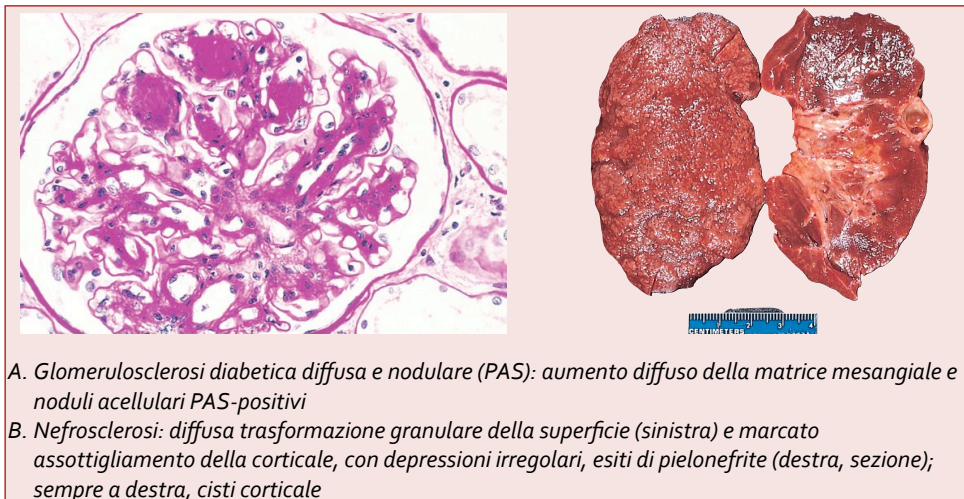 1 2 3 4
CENTIMETERS
A. Glomerulosclerosi diabetica diffusa e nodulare (PAS): aumento diffuso della matrice mesangiale e
noduli acellulari PAS-positivi
B. Nefrosclerosi: diffusa trasformazione granulare della superficie (sinistra) e marcato
assottigliamento della corticale, con depressioni irregolari, esiti di pielonefrite (destra, sezione);
sempre a destra, cisti corticale